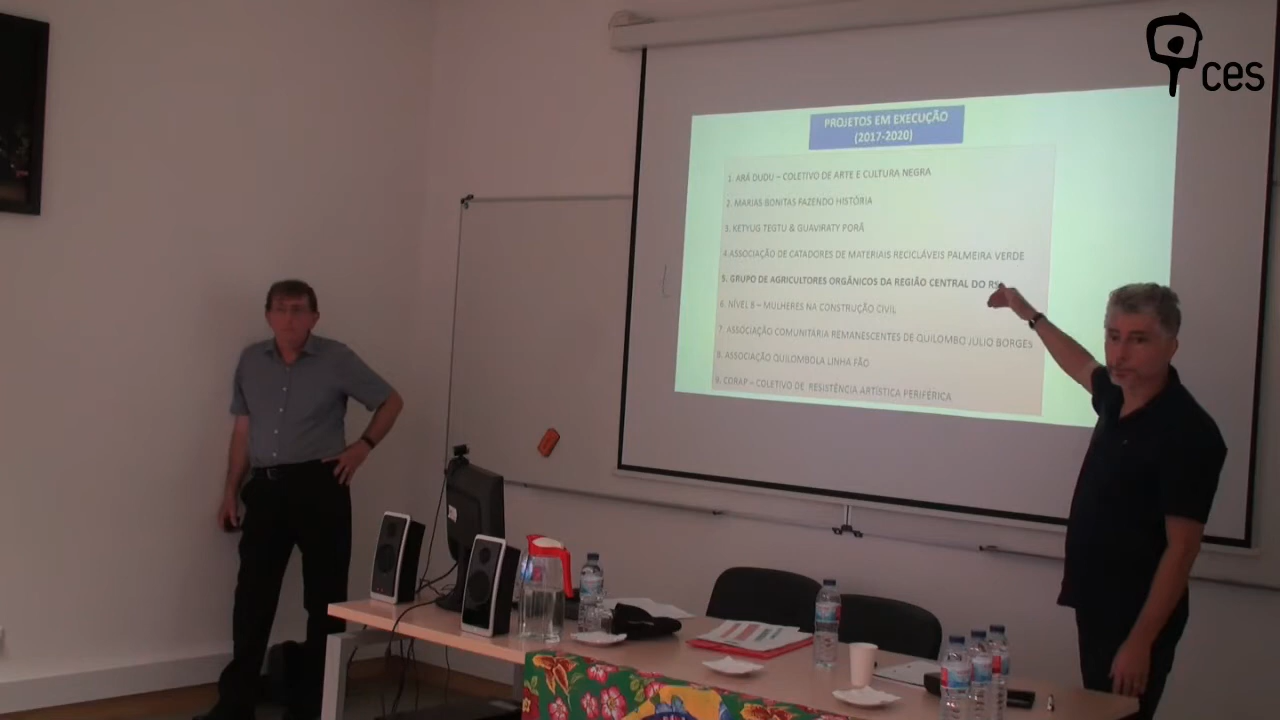 ces
PROJETOS EM EXECUÇÃO
(2017-2020)
1. ARÁ DUDU – COLETIVO DE ARTE E CULTURA NEGRA
2. MARIAS BONITAS FAZENDO HISTÓRIA
3. KETYUG TEGTU & GUAVIRATY PORÃ
4.ASSOCIAÇÃO DE CATADORES DE MATERIAIS RECICLÁVEIS PALMEIRA VERDE
5. GRUPO DE AGRICULTORES ORGÂNICOS DA REGIÃO CENTRAL DO RS
6. NÍVEL 8 – MULHERES NA CONSTRUÇÃO CIVIL
7. ASSOCIAÇÃO COMUNITÁRIA REMANESCENTES DE QUILOMBO JÚLIO BORGES
8. ASSOCIAÇÃO QUILOMBOLA LINHA FÃO
9. CORAP – COLETIVO DE RESISTÊNCIA ARTÍSTICA PERIFÉRICA